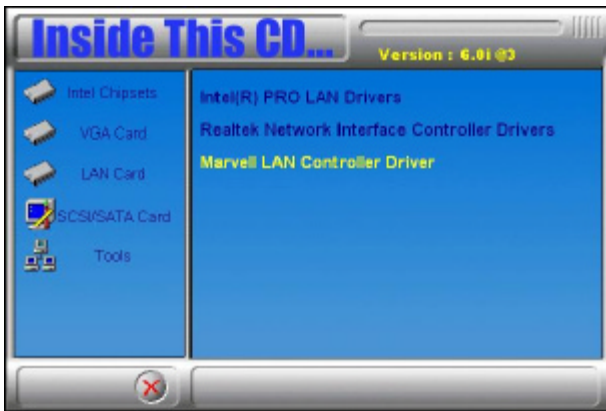 Inside This CD...
Version : 6.0i @3
Intel Chipsets
VGA Card
LAN Card
SCSI/SATA Card
Tools
Intel(R) PRO LAN Drivers
Realtek Network Interface Controller Drivers
Marvell LAN Controller Driver